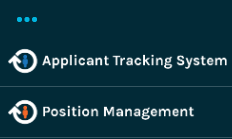 Applicant Tracking System
Position Management